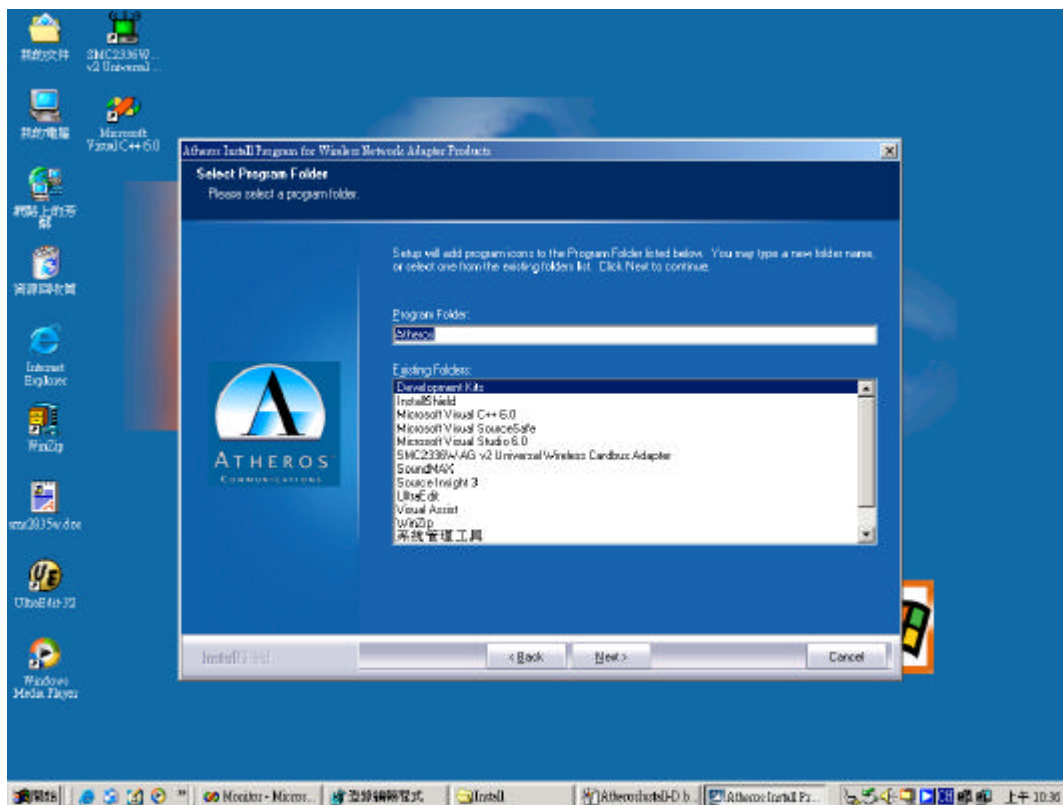 我的文件
SMC2336W...
v2 Universal ...
我的電腦
Microsoft
Visual C++ 6.0
網路上的芳
鄰
資源回收筒
Internet
Explorer
WinZip
smc2835w.doc
UltraEdit-32
Windows
Media Player
Atheros Install Program for Wireless Network Adapter Products
Select Program Folder
Please select a program folder.
Setup will add program icons to the Program Folder listed below. You may type a new folder name,
or select one from the existing folders list. Click Next to continue.
Program Folder:
Atheros
Existing Folders:
Development Kits
InstallShield
Microsoft Visual C++ 6.0
Microsoft Visual SourceSafe
Microsoft Visual Studio 6.0
SMC2336W-AG v2 Universal Wireless Cardbus Adapter
SoundMAX
Source Insight 3
UltraEdit
Visual Assist
WinZip
系統管理工具
ATHEROS
COMMUNICATIONS
InstallShield
< Back
Next >
Cancel
開始
Monitor - Micros...
登錄編輯程式
Install
AtherosInstall-D b...
Atheros Install Pr...
上午 10:3